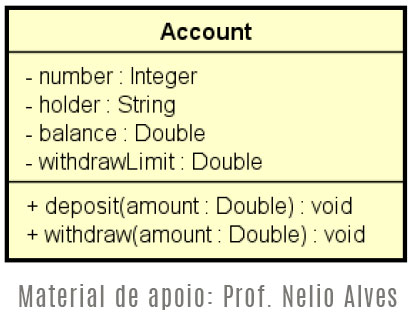 Account
- number : Integer
- holder : String
- balance : Double
- withdrawLimit : Double
+ deposit(amount : Double) : void
+ withdraw(amount : Double) : void
Material de apoio: Prof. Nelio Alves